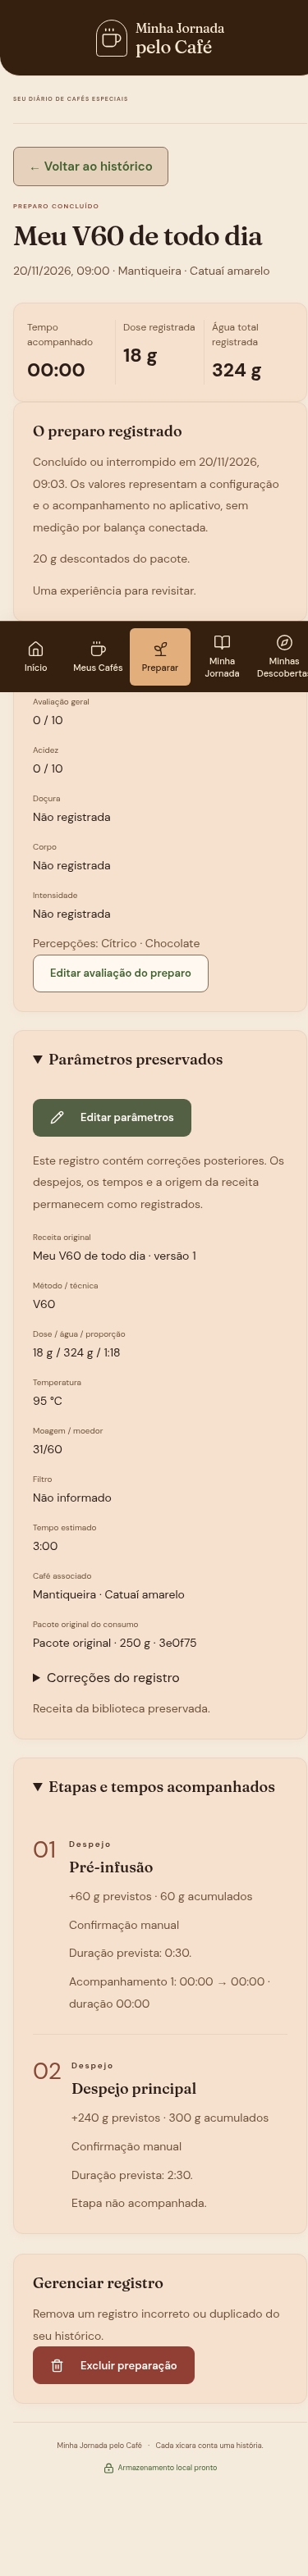 Minha Jornada
pelo Café
SEU DIÁRIO DE CAFÉS ESPECIAIS
← Voltar ao histórico
PREPARO CONCLUÍDO
Meu V60 de todo dia
20/11/2026, 09:00 · Mantiqueira · Catuaí amarelo
Tempo
acompanhado
00:00
Dose registrada
18 g
Água total
registrada
324 g
O preparo registrado
Concluído ou interrompido em 20/11/2026,
09:03. Os valores representam a configuração
e o acompanhamento no aplicativo, sem
medição por balança conectada.
20 g descontados do pacote.
Uma experiência para revisitar.
Início
Meus Cafés
Preparar
Minha
Jornada
Minhas
Descobertas
Avaliação geral
0 / 10
Acidez
0 / 10
Doçura
Não registrada
Corpo
Não registrada
Intensidade
Não registrada
Percepções: Cítrico · Chocolate
Editar avaliação do preparo
▼ Parâmetros preservados
Editar parâmetros
Este registro contém correções posteriores. Os
despejos, os tempos e a origem da receita
permanecem como registrados.
Receita original
Meu V60 de todo dia · versão 1
Método / técnica
V60
Dose / água / proporção
18 g / 324 g / 1:18
Temperatura
95 °C
Moagem / moedor
31/60
Filtro
Não informado
Tempo estimado
3:00
Café associado
Mantiqueira · Catuaí amarelo
Pacote original do consumo
Pacote original · 250 g · 3e0f75
▶ Correções do registro
Receita da biblioteca preservada.
▼ Etapas e tempos acompanhados
01
Despejo
Pré-infusão
+60 g previstos · 60 g acumulados
Confirmação manual
Duração prevista: 0:30.
Acompanhamento 1: 00:00 → 00:00 ·
duração 00:00
02
Despejo
Despejo principal
+240 g previstos · 300 g acumulados
Confirmação manual
Duração prevista: 2:30.
Etapa não acompanhada.
Gerenciar registro
Remova um registro incorreto ou duplicado do
seu histórico.
Excluir preparação
Minha Jornada pelo Café · Cada xícara conta uma história.
Armazenamento local pronto